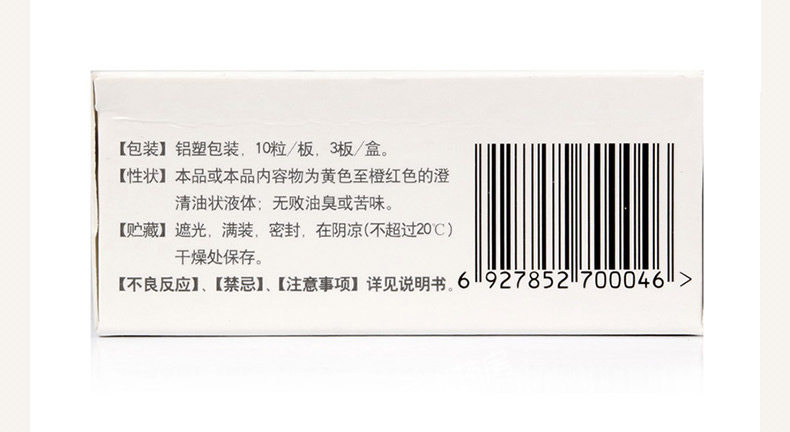 【包装】铝塑包装，10粒/板，3板/盒。
【性状】本品或本品内容物为黄色至橙红色的澄
清油状液体；无败油臭或苦味。
【贮藏】遮光，满装，密封，在阴凉(不超过20℃)
干燥处保存。
【不良反应】、【禁忌】、【注意事项】详见说明书。
6 927852 700046 >